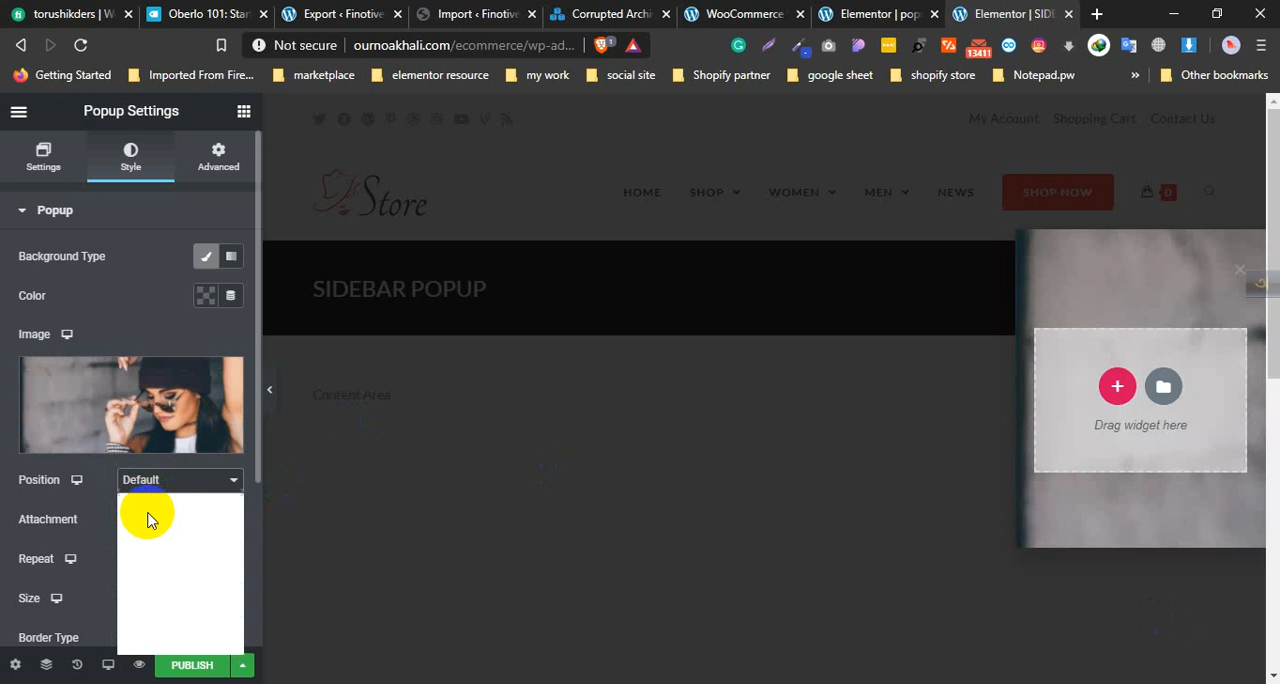 torushikders | W
Oberlo 101: Star
Export ‹ Finotive
Import ‹ Finotive
Corrupted Archi
WooCommerce
Elementor | pop
Elementor | SIDE
Not secure
ournoakhali.com/ecommerce/wp-ad...
1
13411
Getting Started
Imported From Fire...
marketplace
elementor resource
my work
social site
Shopify partner
google sheet
shopify store
Notepad.pw
»
Other bookmarks
Popup Settings
Settings
Style
Advanced
Popup
Background Type
Color
Image
Position
Default
Attachment
Repeat
Size
Border Type
PUBLISH
My Account
Shopping Cart
Contact Us
Store
HOME
SHOP
WOMEN
MEN
NEWS
SHOP NOW
0
SIDEBAR POPUP
Content Area
Drag widget here